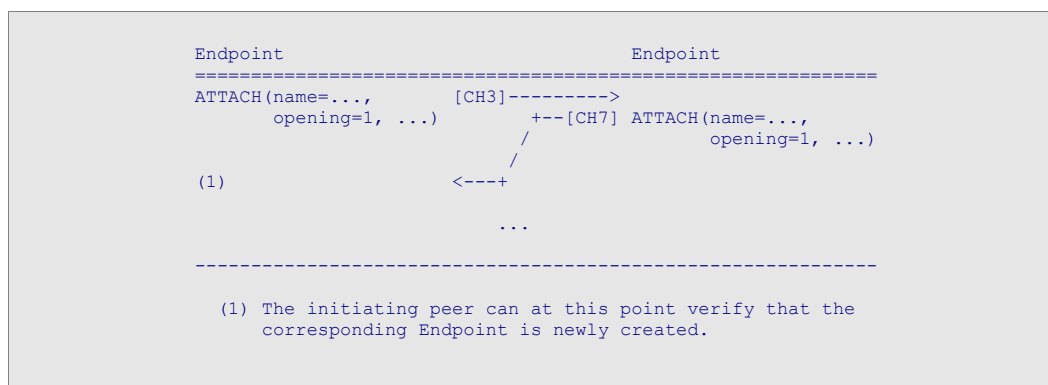 Endpoint                               Endpoint
=============================================================
ATTACH(name=...,       [CH3]--------->
       opening=1, ...)        +--[CH7] ATTACH(name=...,
                             /                opening=1, ...)
                            /
(1)                    <---+

                           ...

-------------------------------------------------------------

  (1) The initiating peer can at this point verify that the
      corresponding Endpoint is newly created.